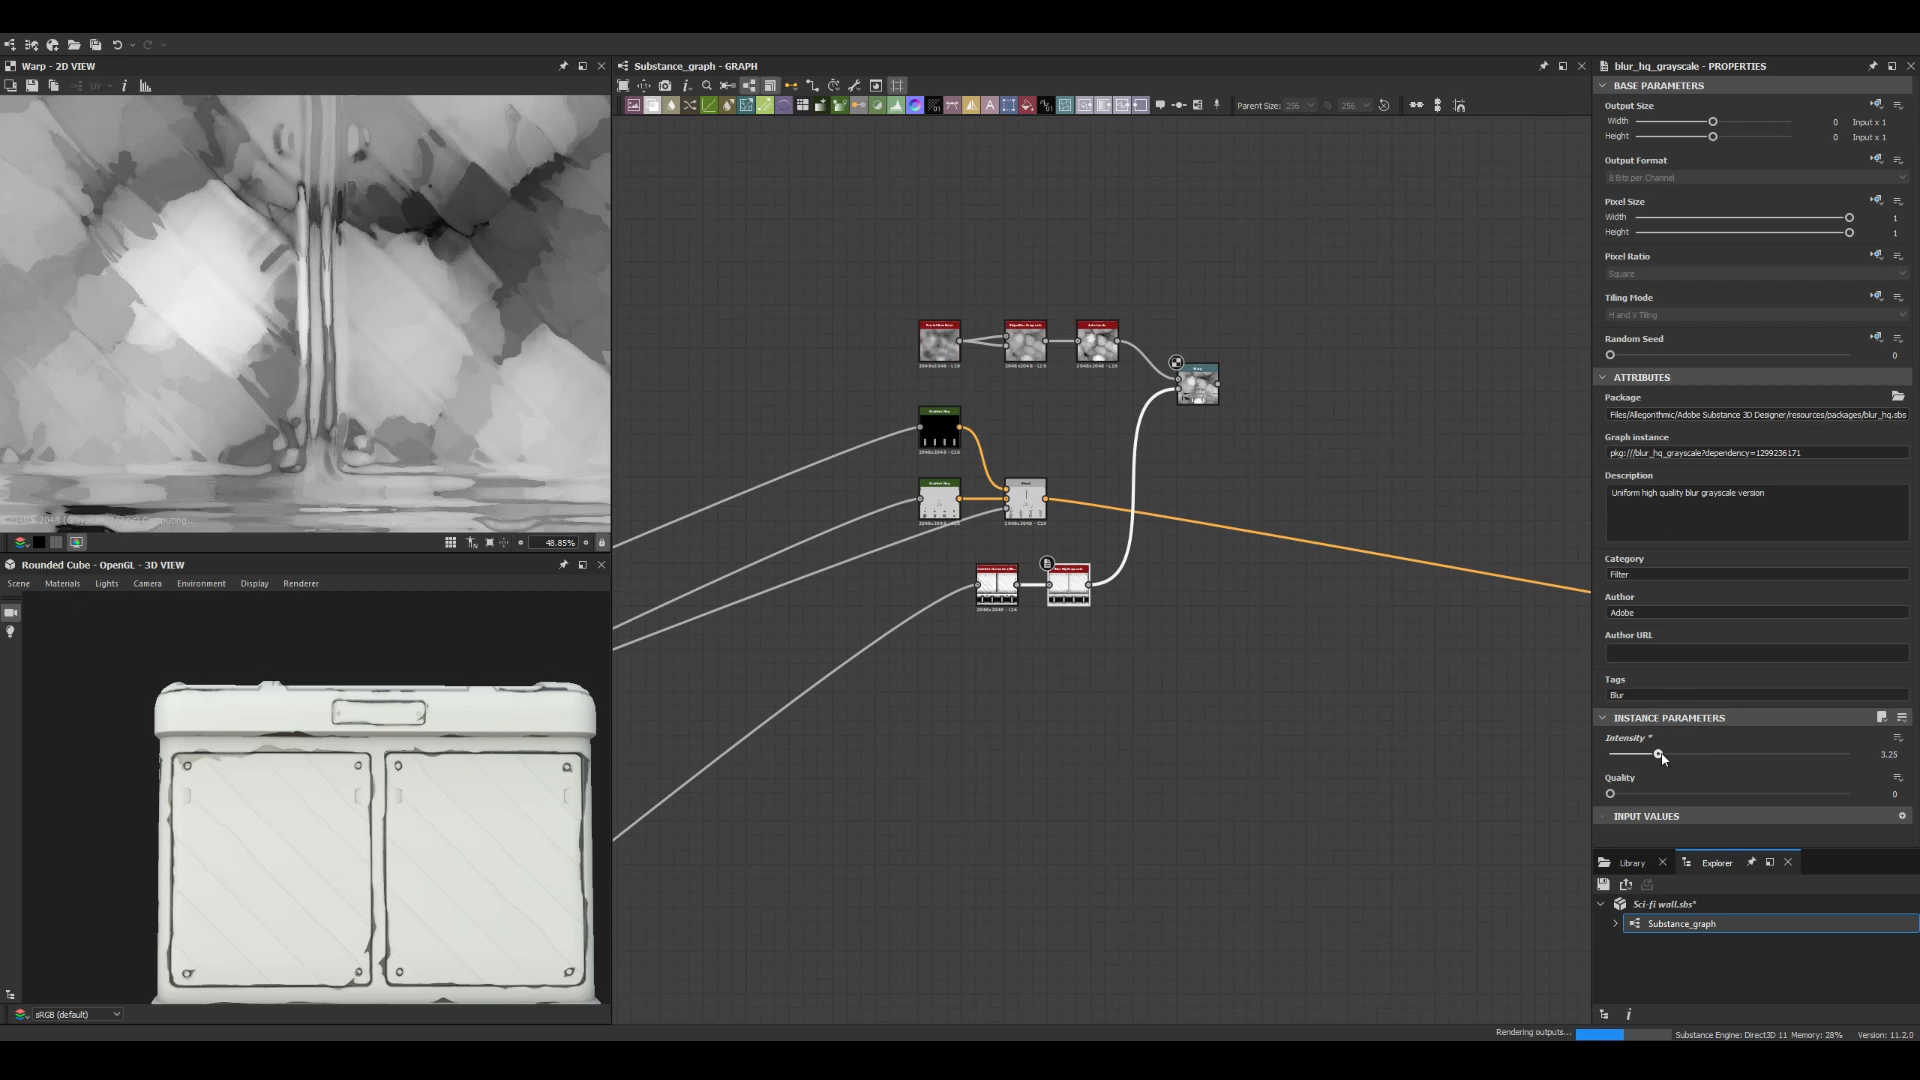 Warp - 2D VIEW
Substance_graph - GRAPH
blur_hq_grayscale - PROPERTIES
UV
BASE PARAMETERS
Parent Size: 256 256
Output Size
Width 0 Input x 1
Height 0 Input x 1
Output Format
8 Bits per Channel
Pixel Size
Width 1
Height 1
Pixel Ratio
Square
Tiling Mode
H and V Tiling
Random Seed
0
ATTRIBUTES
Package
Files/Allegorithmic/Adobe Substance 3D Designer/resources/packages/blur_hq.sbs
Graph instance
pkg:///blur_hq_grayscale?dependency=1299236171
Description
Uniform high quality blur grayscale version
Category
Filter
Author
Adobe
Author URL
Tags
Blur
INSTANCE PARAMETERS
Intensity *
3.25
Quality
0
INPUT VALUES
Library
Explorer
Sci-fi wall.sbs*
Substance_graph
48.85%
Rounded Cube - OpenGL - 3D VIEW
Scene Materials Lights Camera Environment Display Renderer
sRGB (default)
Rendering outputs...
Substance Engine: Direct3D 11 Memory: 28%
Version: 11.2.0